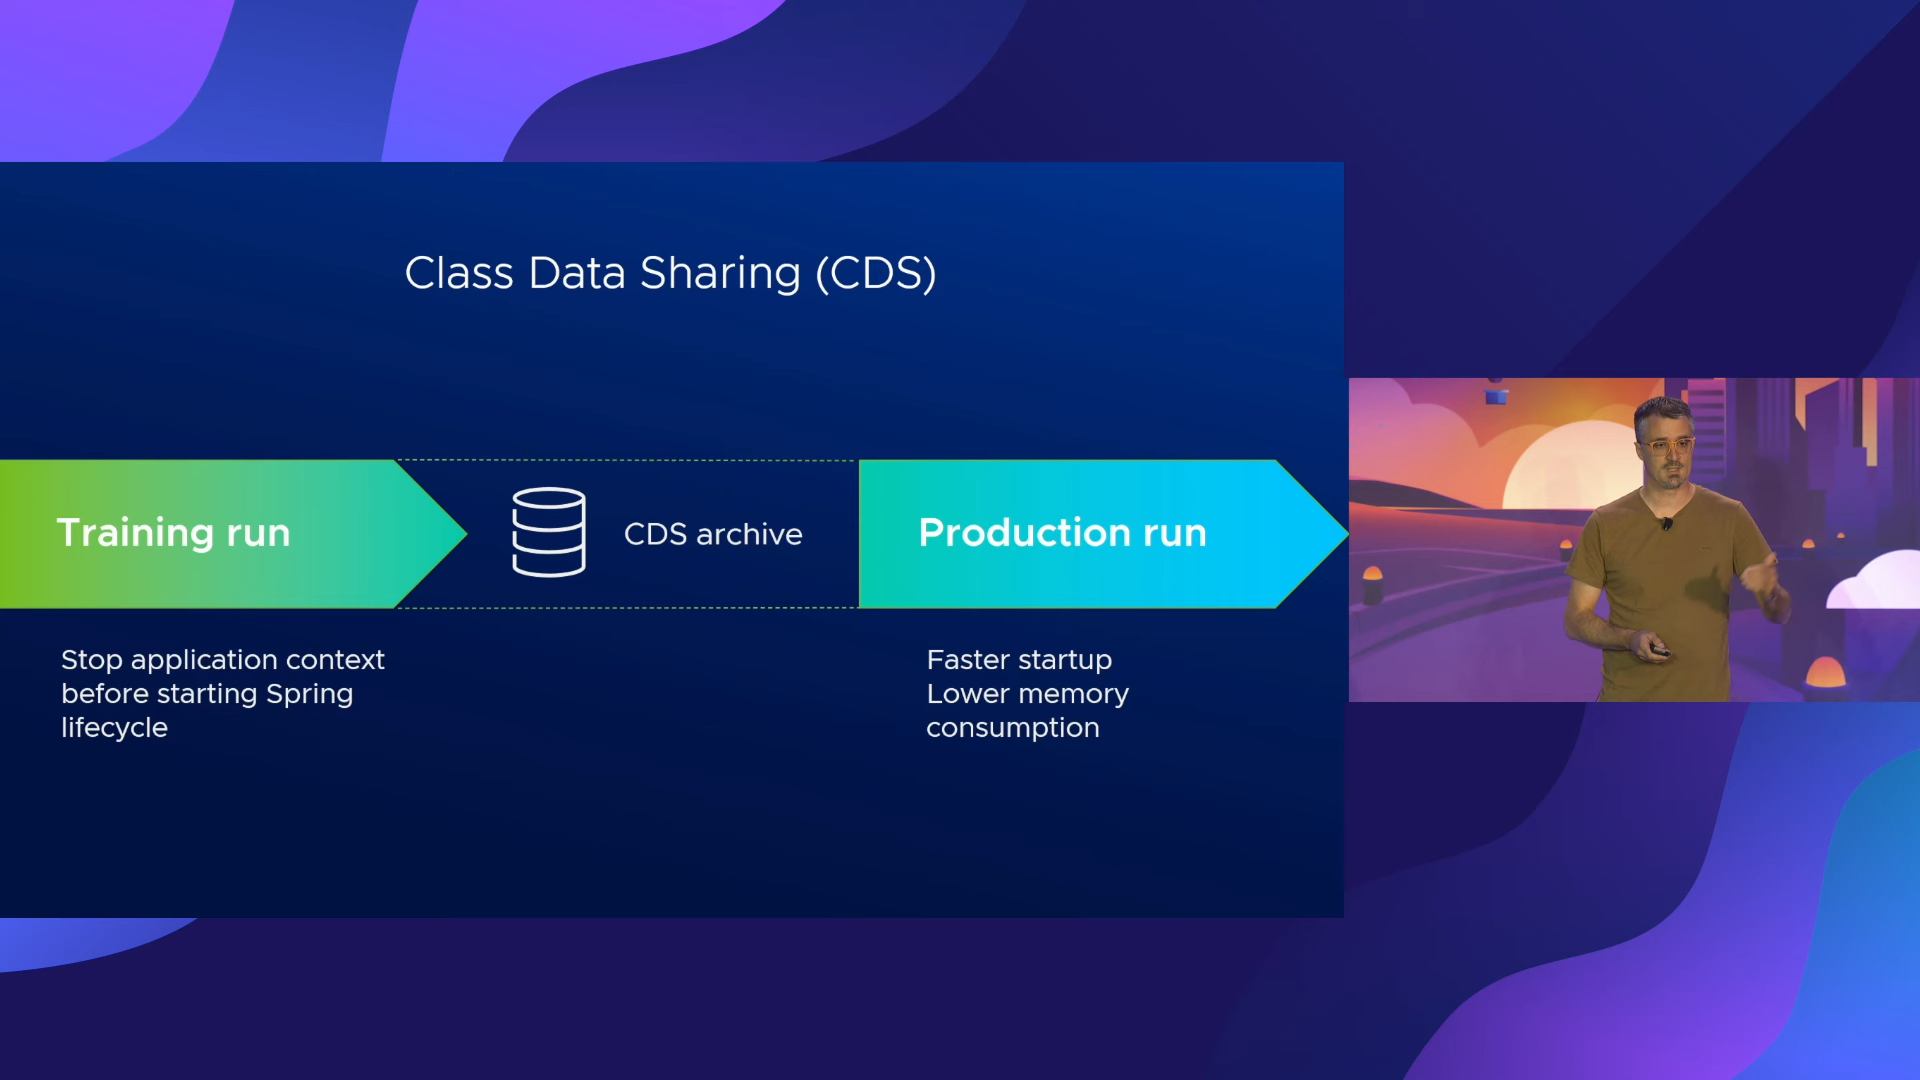 Class Data Sharing (CDS)
Training run
CDS archive
Production run
Stop application context
before starting Spring
lifecycle
Faster startup
Lower memory
consumption